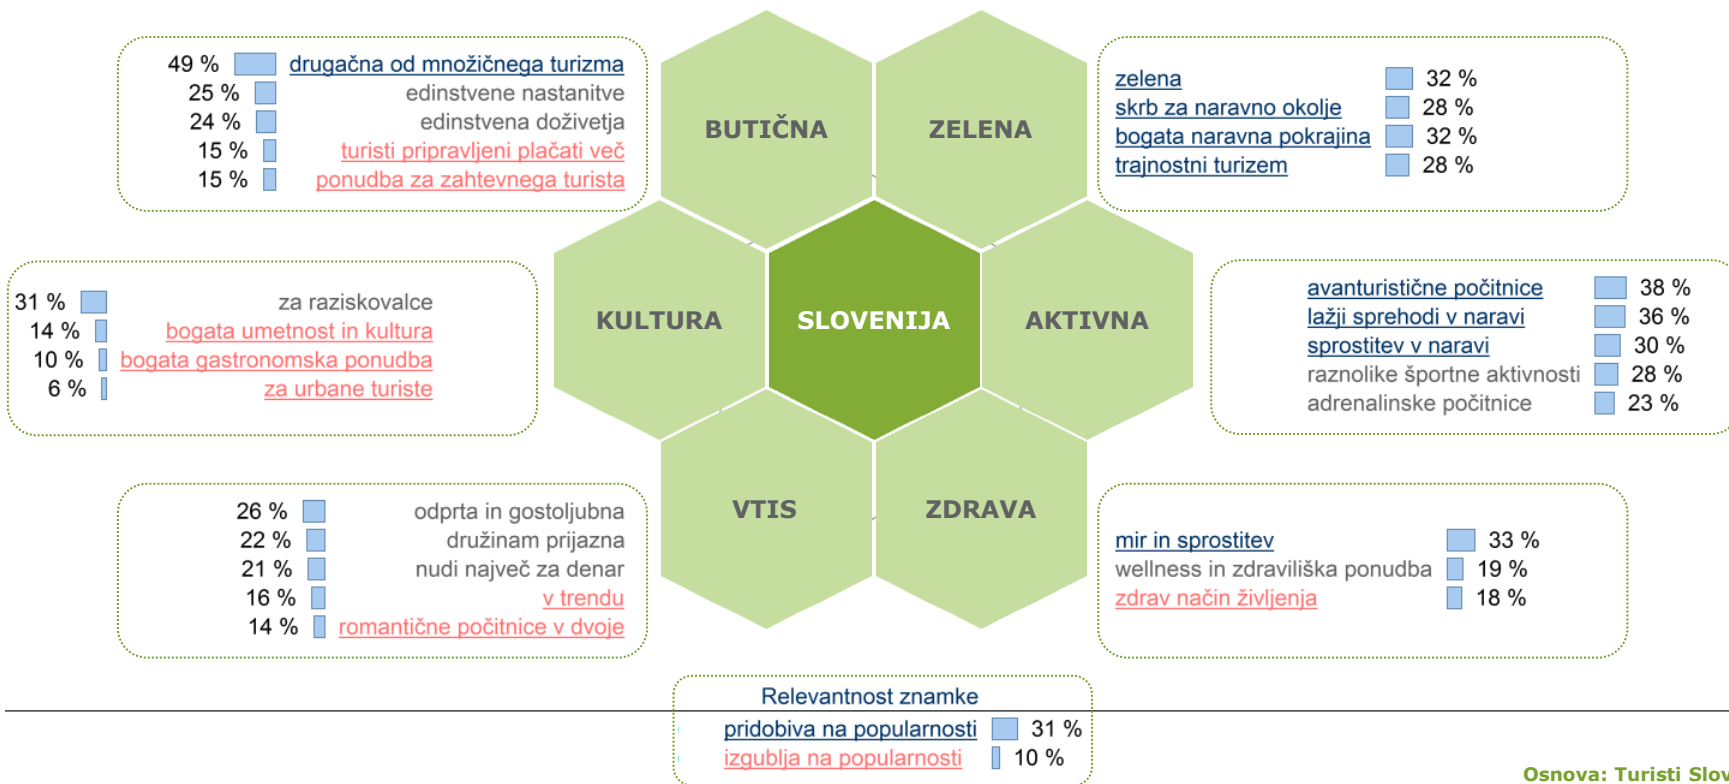 49 % drugačna od množičnega turizma
25 % edinstvene nastanitve
24 % edinstvena doživetja
15 % turisti pripravljeni plačati več
15 % ponudba za zahtevnega turista
BUTIČNA
ZELENA
zelena 32 %
skrb za naravno okolje 28 %
bogata naravna pokrajina 32 %
trajnostni turizem 28 %
31 % za raziskovalce
14 % bogata umetnost in kultura
10 % bogata gastronomska ponudba
6 % za urbane turiste
KULTURA
SLOVENIJA
AKTIVNA
avanturistične počitnice 38 %
lažji sprehodi v naravi 36 %
sprostitev v naravi 30 %
raznolike športne aktivnosti 28 %
adrenalinske počitnice 23 %
26 % odprta in gostoljubna
22 % družinam prijazna
21 % nudi največ za denar
16 % v trendu
14 % romantične počitnice v dvoje
VTIS
ZDRAVA
mir in sprostitev 33 %
wellness in zdraviliška ponudba 19 %
zdrav način življenja 18 %
Relevantnost znamke
pridobiva na popularnosti 31 %
izgublja na popularnosti 10 %
Osnova: Turisti Slov